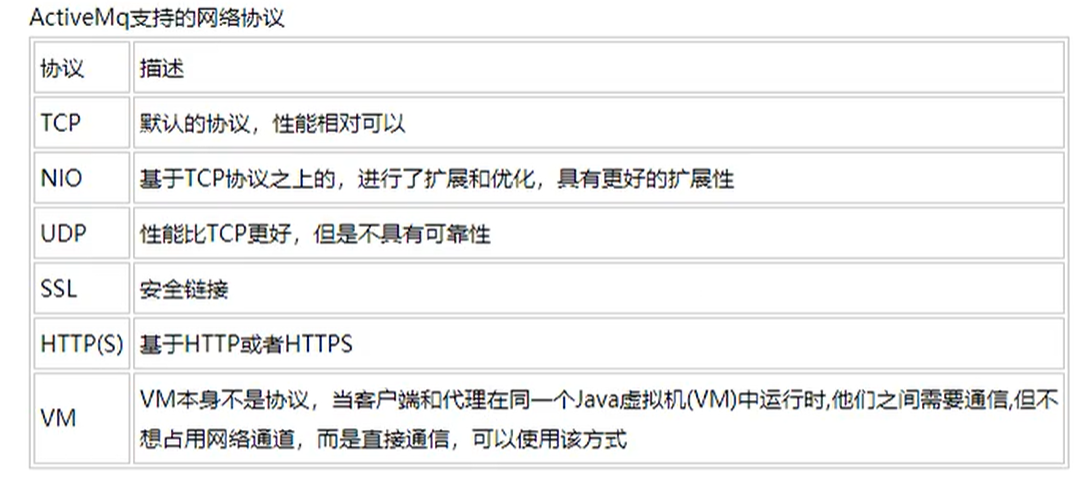 ActiveMq支持的网络协议
协议 描述
TCP 默认的协议，性能相对可以
NIO 基于TCP协议之上的，进行了扩展和优化，具有更好的扩展性
UDP 性能比TCP更好，但是不具有可靠性
SSL 安全链接
HTTP(S) 基于HTTP或者HTTPS
VM VM本身不是协议，当客户端和代理在同一个Java虚拟机(VM)中运行时,他们之间需要通信,但不
想占用网络通道，而是直接通信，可以使用该方式